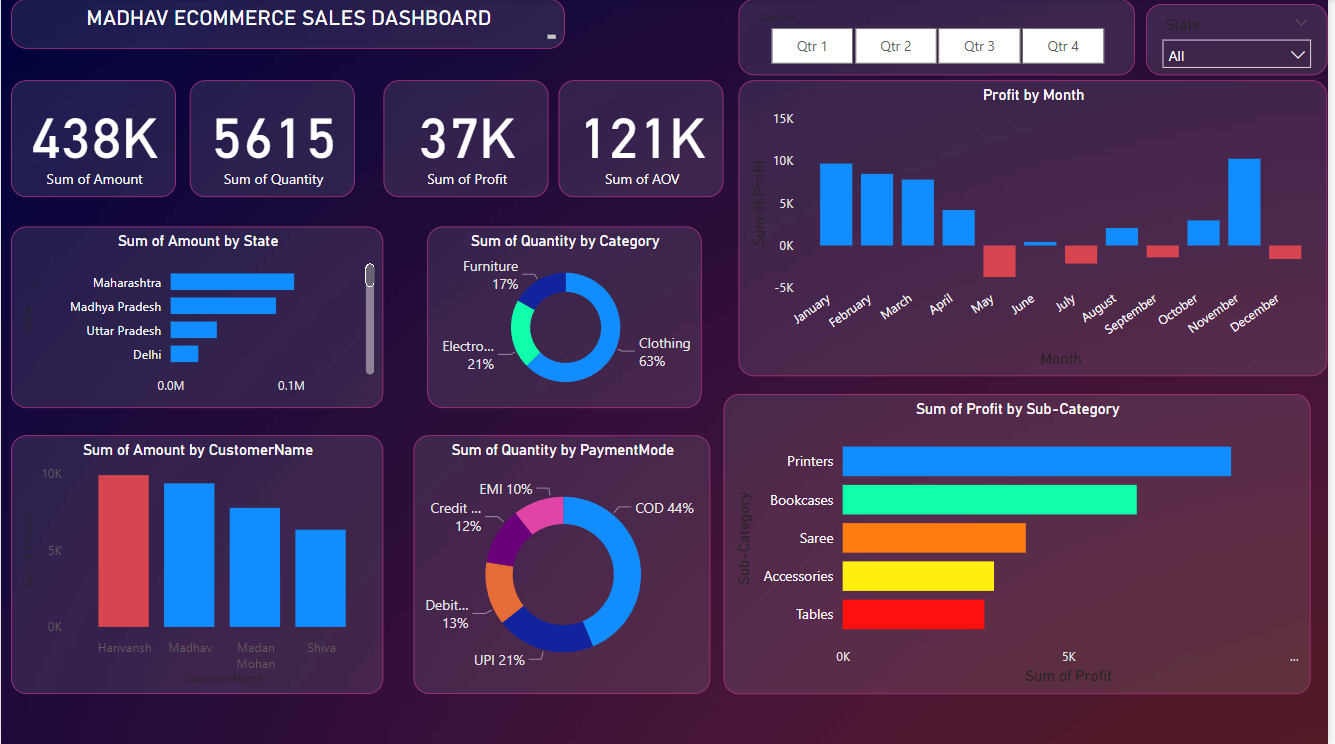 MADHAV ECOMMERCE SALES DASHBOARD
Quarter
Qtr 1
Qtr 2
Qtr 3
Qtr 4
State
All
438K
Sum of Amount
5615
Sum of Quantity
37K
Sum of Profit
121K
Sum of AOV
Profit by Month
Sum of Profit
15K
10K
5K
0K
-5K
January
February
March
April
May
June
July
August
September
October
November
December
Month
Sum of Amount by State
State
Maharashtra
Madhya Pradesh
Uttar Pradesh
Delhi
0.0M
0.1M
Sum of Quantity by Category
Furniture
17%
Electro...
21%
Clothing
63%
Sum of Amount by CustomerName
Sum of Amount
10K
5K
0K
Harivansh
Madhav
Madan
Mohan
Shiva
CustomerName
Sum of Quantity by PaymentMode
EMI 10%
Credit ...
12%
Debit...
13%
UPI 21%
COD 44%
Sum of Profit by Sub-Category
Sub-Category
Printers
Bookcases
Saree
Accessories
Tables
0K
5K
...
Sum of Profit